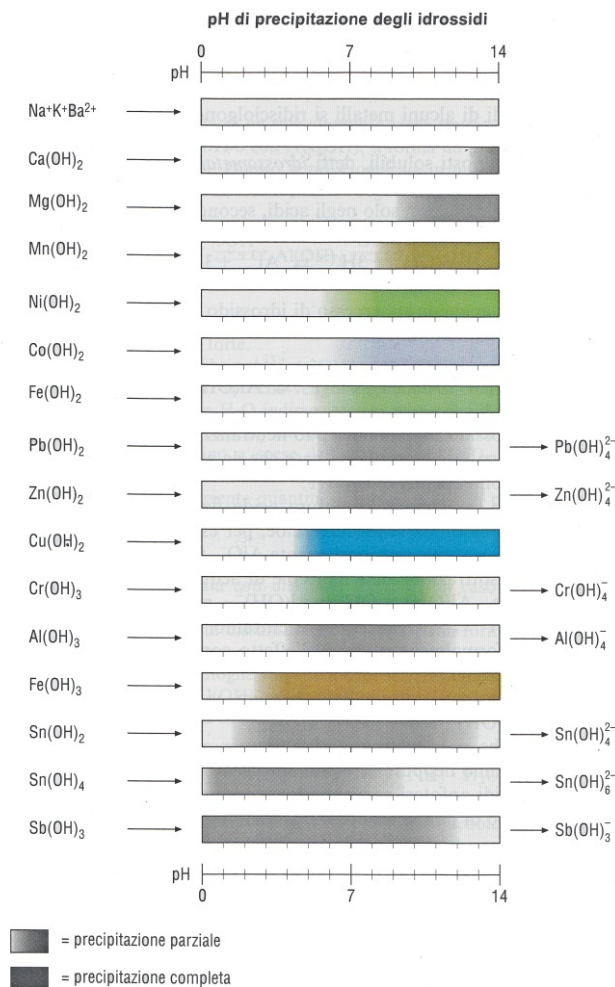 pH di precipitazione degli idrossidi
0 7 14
pH
Na⁺K⁺Ba²⁺
Ca(OH)₂
Mg(OH)₂
Mn(OH)₂
Ni(OH)₂
Co(OH)₂
Fe(OH)₂
Pb(OH)₂ Pb(OH)₄²⁻
Zn(OH)₂ Zn(OH)₄²⁻
Cu(OH)₂
Cr(OH)₃ Cr(OH)₄⁻
Al(OH)₃ Al(OH)₄⁻
Fe(OH)₃
Sn(OH)₂ Sn(OH)₄²⁻
Sn(OH)₄ Sn(OH)₆²⁻
Sb(OH)₃ Sb(OH)₃⁻
pH
0 7 14
= precipitazione parziale
= precipitazione completa